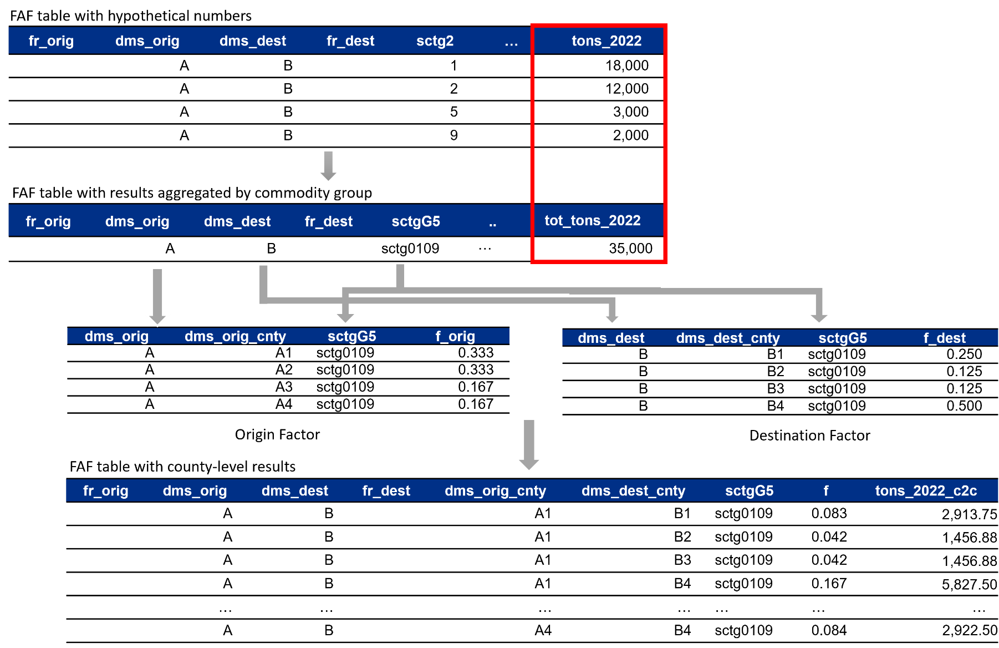 FAF table with hypothetical numbers
fr_orig dms_orig dms_dest fr_dest sctg2 ... tons_2022
A B 1 18,000
A B 2 12,000
A B 5 3,000
A B 9 2,000
FAF table with results aggregated by commodity group
fr_orig dms_orig dms_dest fr_dest sctgG5 .. tot_tons_2022
A B sctg0109 ... 35,000
dms_orig dms_orig_cnty sctgG5 f_orig
A A1 sctg0109 0.333
A A2 sctg0109 0.333
A A3 sctg0109 0.167
A A4 sctg0109 0.167
Origin Factor
dms_dest dms_dest_cnty sctgG5 f_dest
B B1 sctg0109 0.250
B B2 sctg0109 0.125
B B3 sctg0109 0.125
B B4 sctg0109 0.500
Destination Factor
FAF table with county-level results
fr_orig dms_orig dms_dest fr_dest dms_orig_cnty dms_dest_cnty sctgG5 f tons_2022_c2c
A B A1 B1 sctg0109 0.083 2,913.75
A B A1 B2 sctg0109 0.042 1,456.88
A B A1 B3 sctg0109 0.042 1,456.88
A B A1 B4 sctg0109 0.167 5,827.50
... ... ... ... ... ... ...
A B A4 B4 sctg0109 0.084 2,922.50